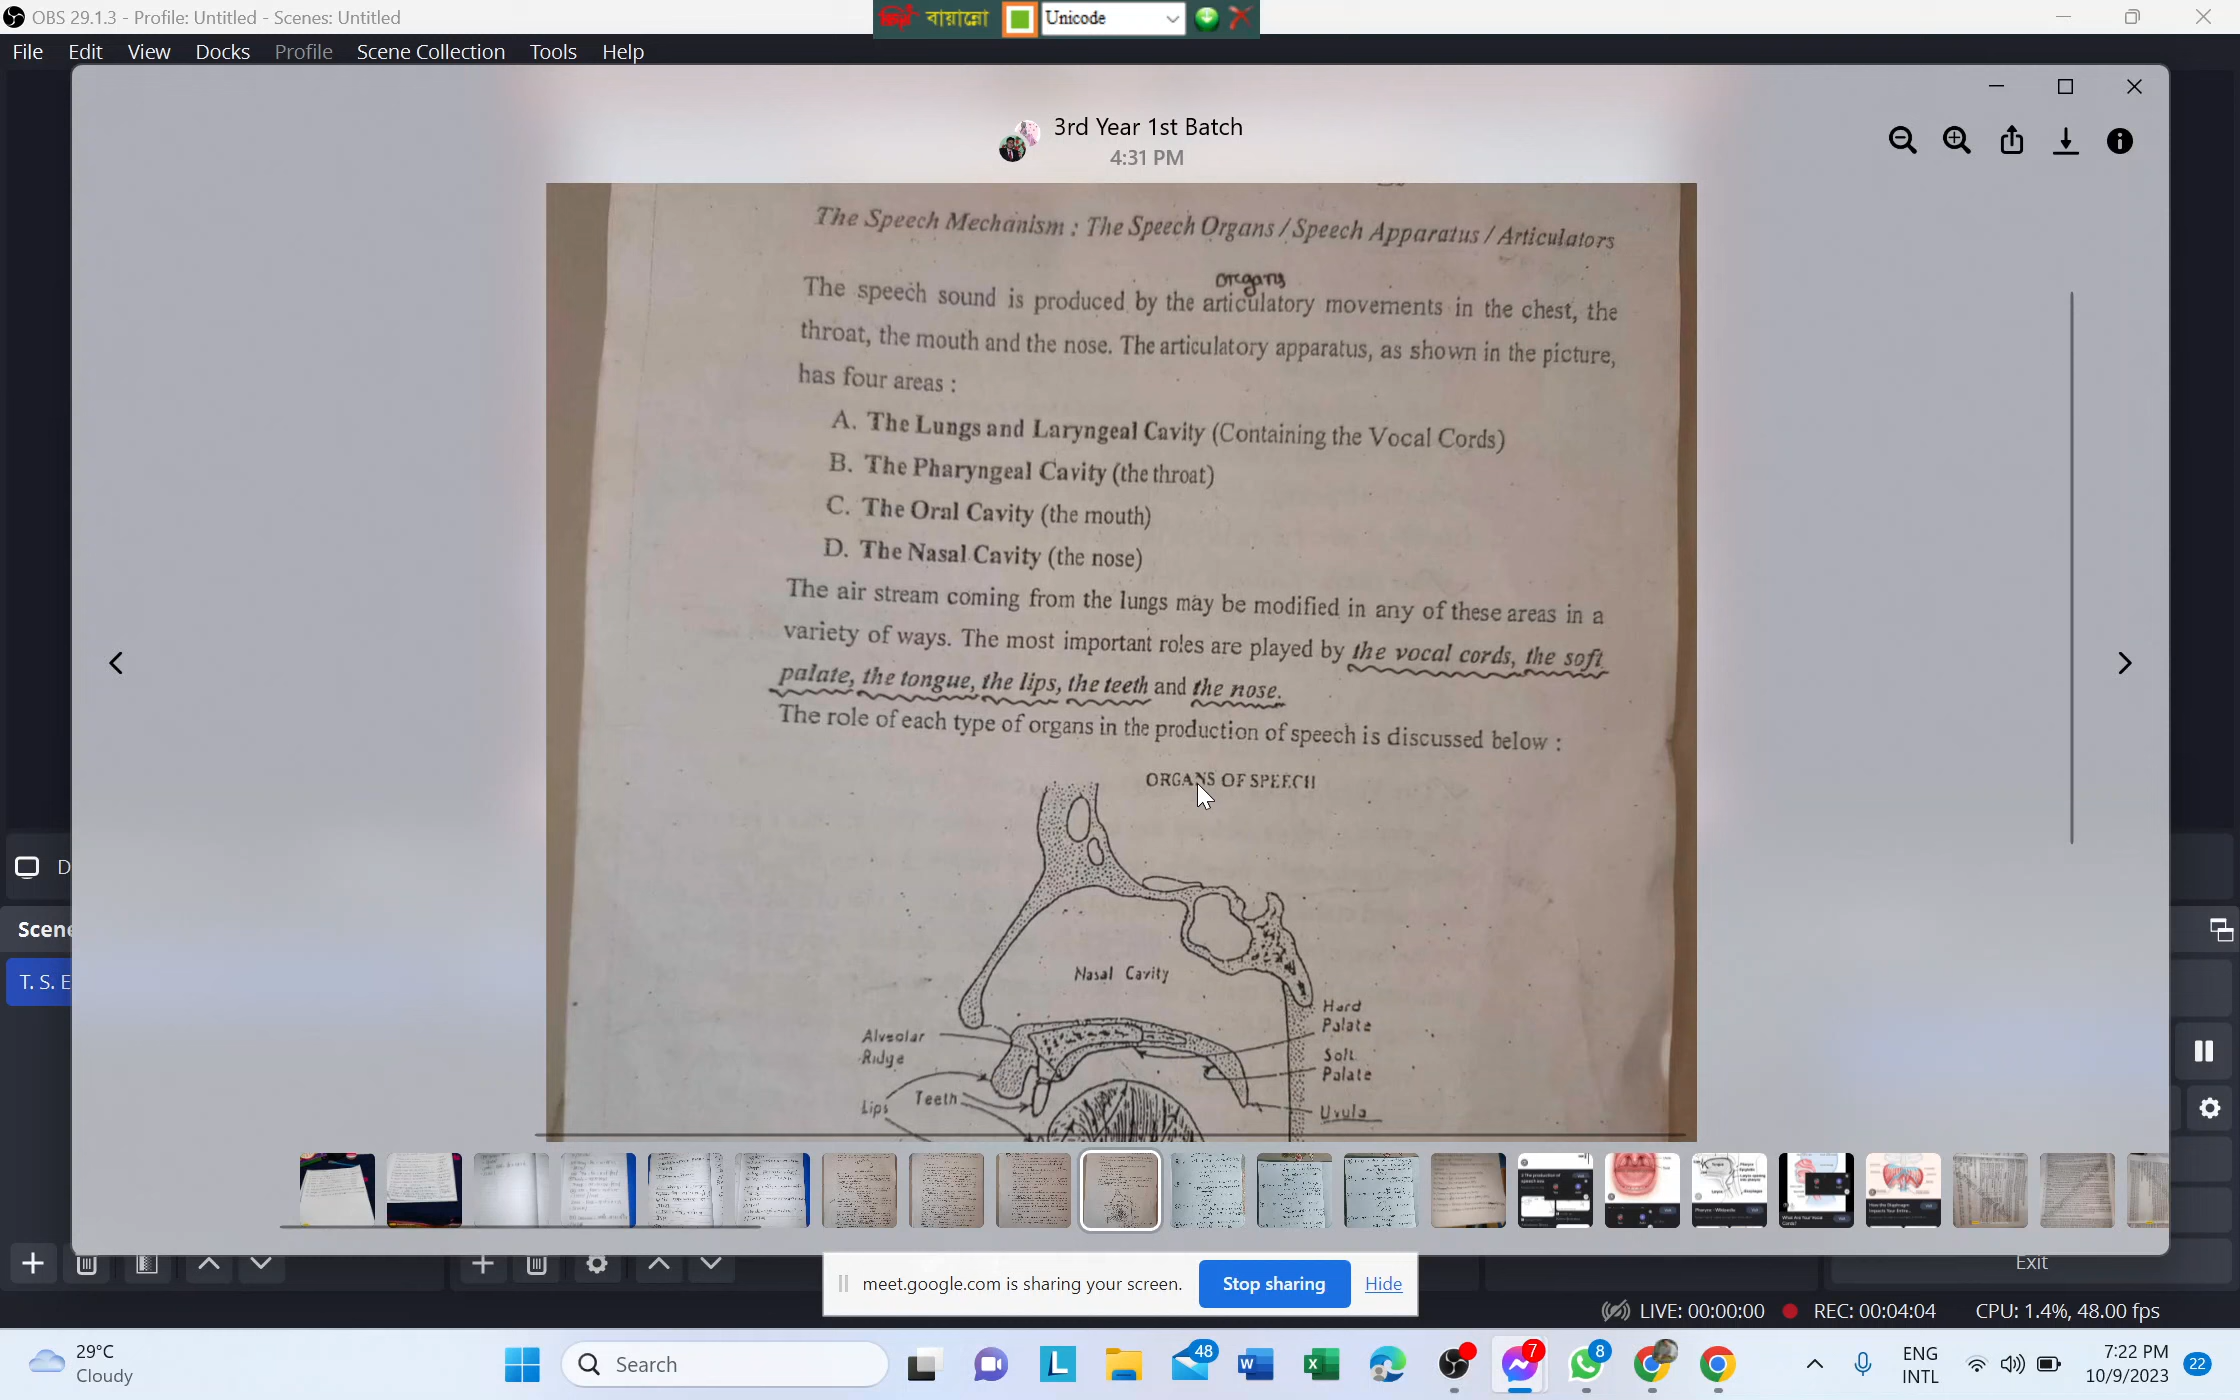 OBS 29.1.3 - Profile: Untitled - Scenes: Untitled
বায়ান্নো
Unicode
File Edit View Docks Profile Scene Collection Tools Help
3rd Year 1st Batch
4:31 PM
The Speech Mechanism : The Speech Organs / Speech Apparatus / Articulators
organs
The speech sound is produced by the articulatory movements in the chest, the
throat, the mouth and the nose. The articulatory apparatus, as shown in the picture,
has four areas :
A. The Lungs and Laryngeal Cavity (Containing the Vocal Cords)
B. The Pharyngeal Cavity (the throat)
C. The Oral Cavity (the mouth)
D. The Nasal Cavity (the nose)
The air stream coming from the lungs may be modified in any of these areas in a
variety of ways. The most important roles are played by the vocal cords, the soft
palate, the tongue, the lips, the teeth and the nose.
The role of each type of organs in the production of speech is discussed below :
ORGANS OF SPEECH
Nasal Cavity
Hard
Palate
Alveolar
Ridge
Soft
Palate
Teeth
Lips
Uvula
D
Scene
T. S. E
Exit
meet.google.com is sharing your screen. Stop sharing Hide
LIVE: 00:00:00 REC: 00:04:04 CPU: 1.4%, 48.00 fps
29°C
Cloudy
Search
48
7
8
ENG
INTL
7:22 PM
10/9/2023
22